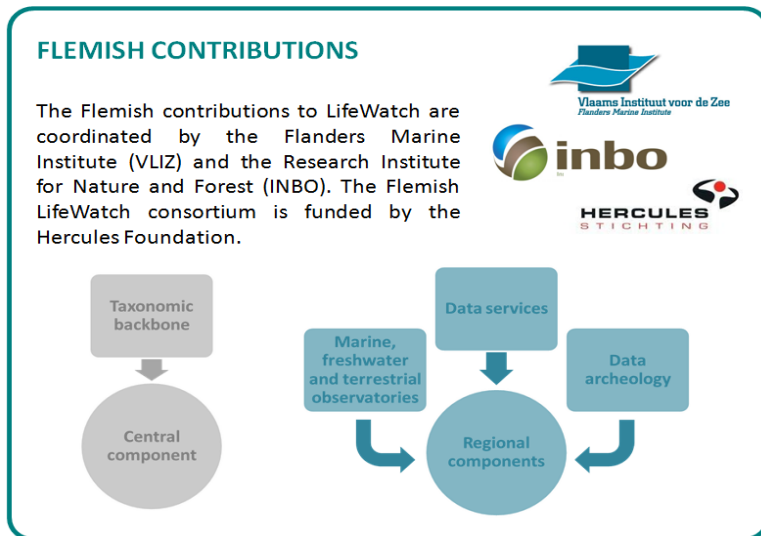 FLEMISH CONTRIBUTIONS
The Flemish contributions to LifeWatch are
coordinated by the Flanders Marine
Institute (VLIZ) and the Research Institute
for Nature and Forest (INBO). The Flemish
LifeWatch consortium is funded by the
Hercules Foundation.
Vlaams Instituut voor de Zee
Flanders Marine Institute
inbo
HERCULES
STICHTING
Taxonomic
backbone
Central
component
Marine,
freshwater
and terrestrial
observatories
Data services
Data
archeology
Regional
components